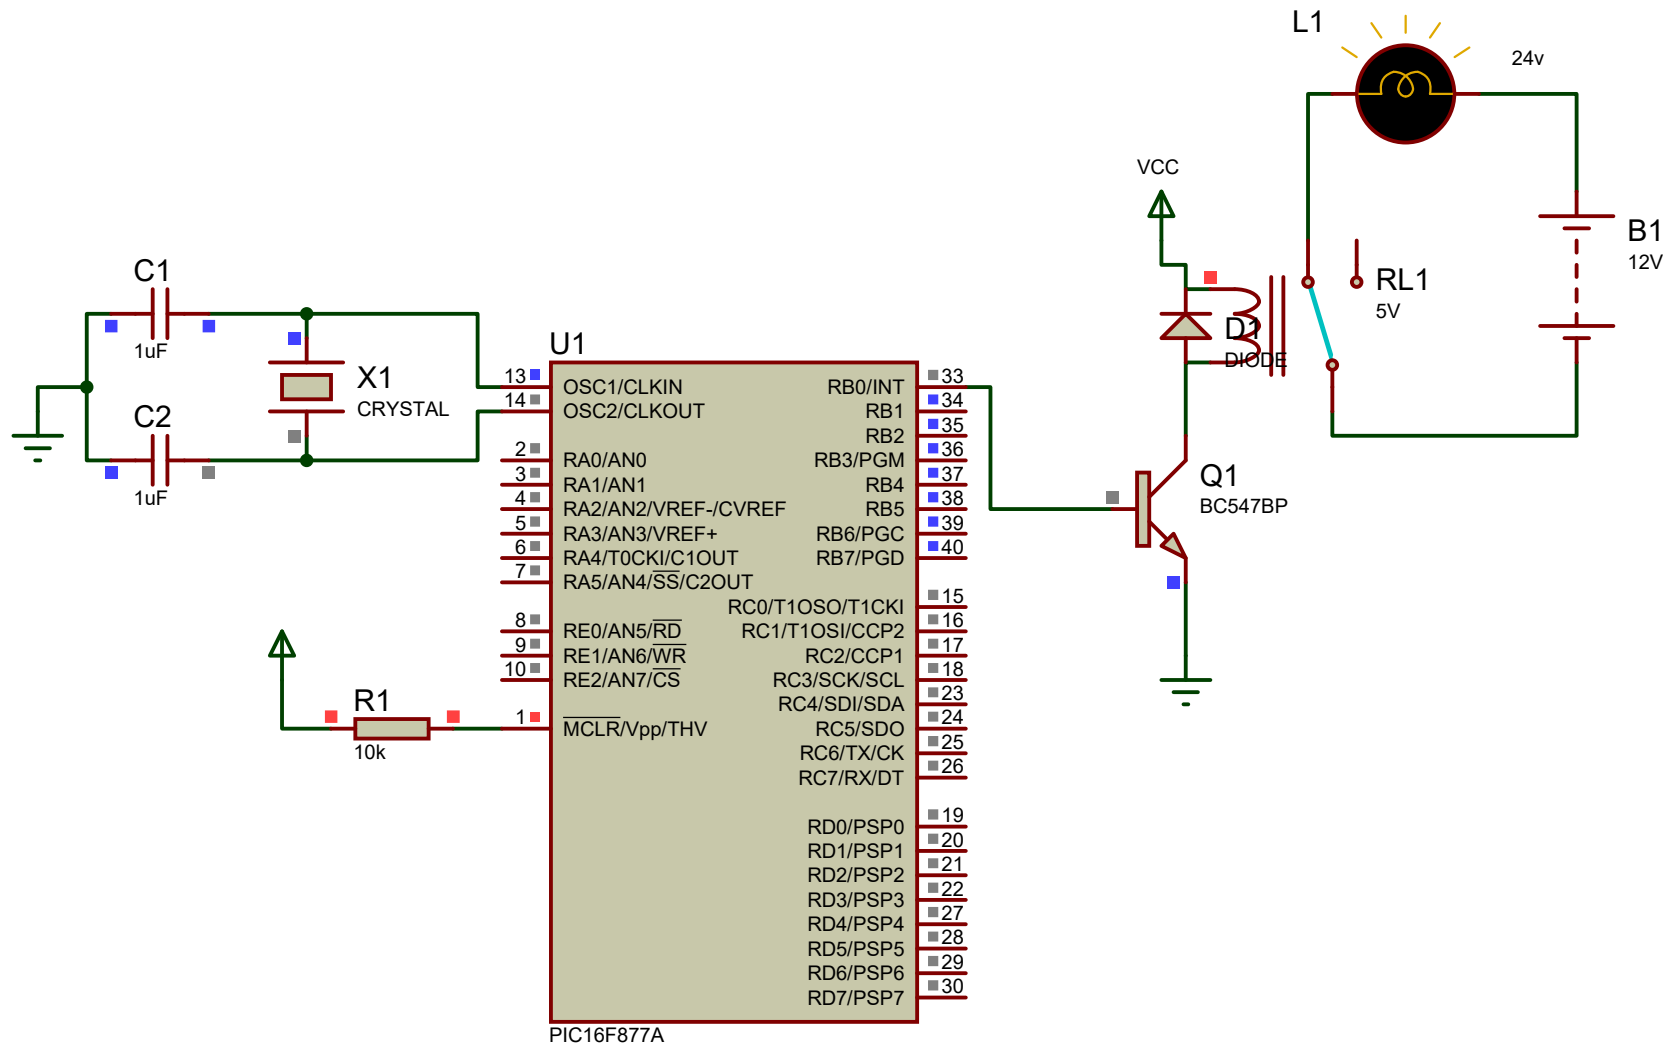 L1
24v
VCC
B1
12V
RL1
5V
C1
1uF
X1
CRYSTAL
C2
1uF
D1
DIODE
Q1
BC547BP
R1
10k
U1
13 OSC1/CLKIN
14 OSC2/CLKOUT
2 RA0/AN0
3 RA1/AN1
4 RA2/AN2/VREF-/CVREF
5 RA3/AN3/VREF+
6 RA4/T0CKI/C1OUT
7 RA5/AN4/SS/C2OUT
8 RE0/AN5/RD
9 RE1/AN6/WR
10 RE2/AN7/CS
1 MCLR/Vpp/THV
RB0/INT 33
RB1 34
RB2 35
RB3/PGM 36
RB4 37
RB5 38
RB6/PGC 39
RB7/PGD 40
RC0/T1OSO/T1CKI 15
RC1/T1OSI/CCP2 16
RC2/CCP1 17
RC3/SCK/SCL 18
RC4/SDI/SDA 23
RC5/SDO 24
RC6/TX/CK 25
RC7/RX/DT 26
RD0/PSP0 19
RD1/PSP1 20
RD2/PSP2 21
RD3/PSP3 22
RD4/PSP4 27
RD5/PSP5 28
RD6/PSP6 29
RD7/PSP7 30
PIC16F877A